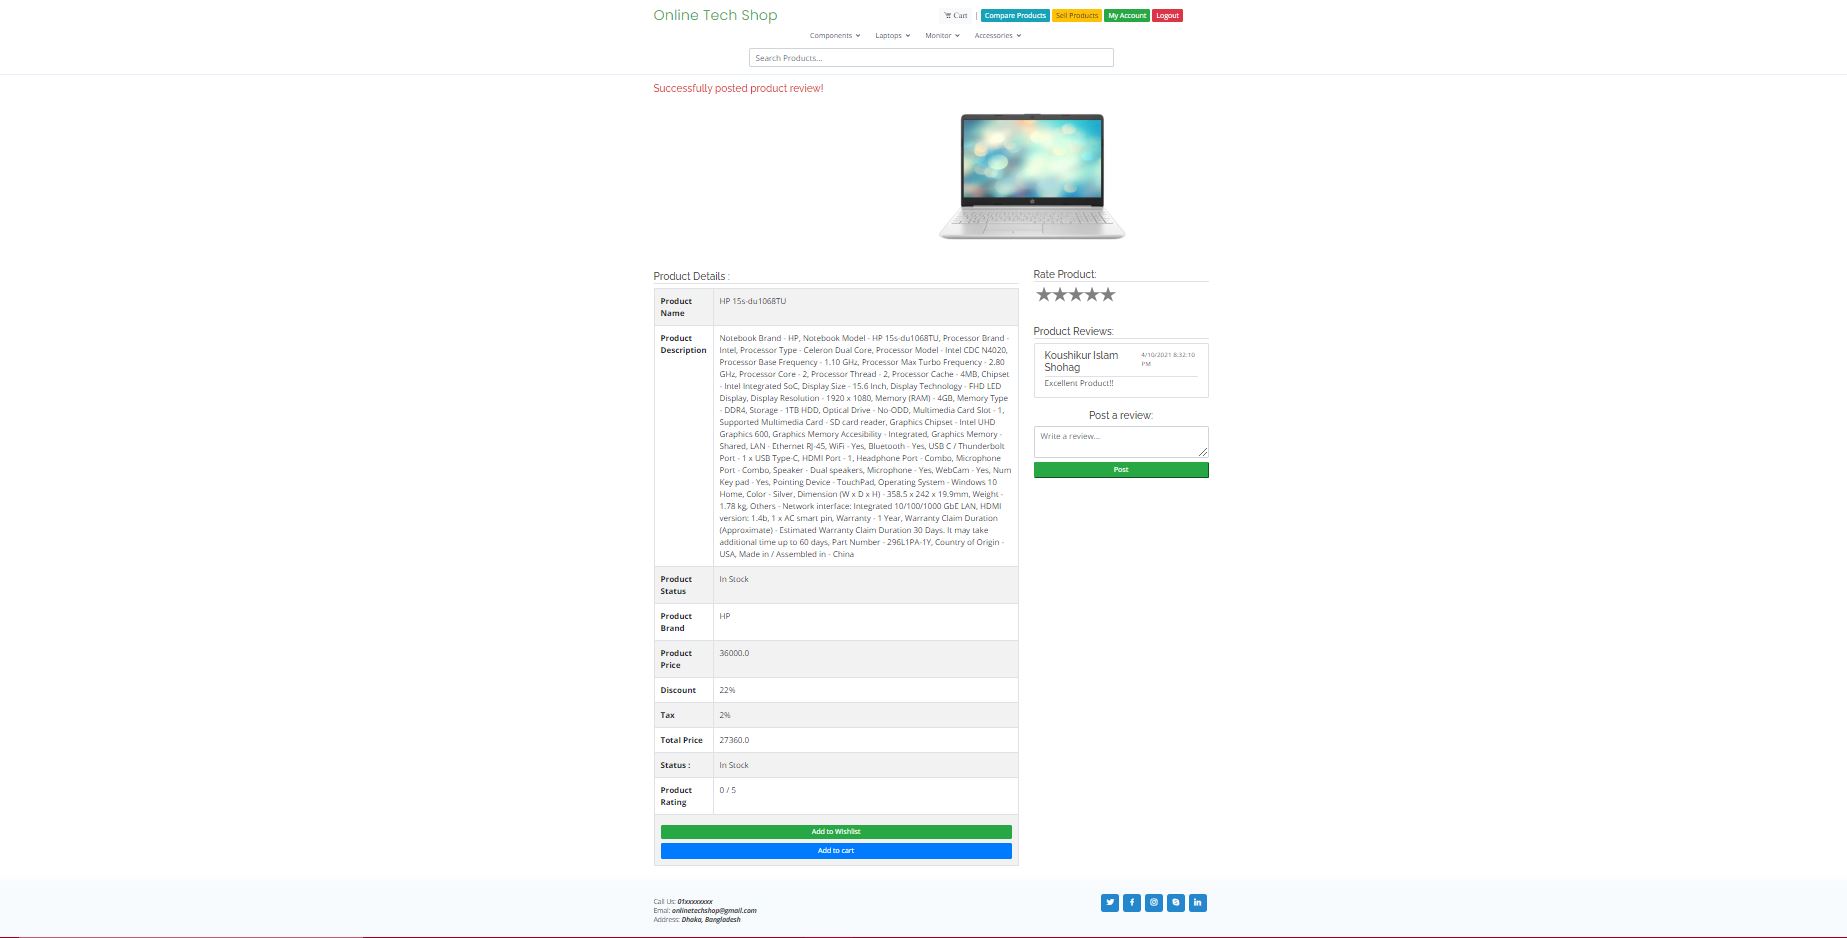 Online Tech Shop
Cart | Compare Products Sell Products My Account Logout
Components Laptops Monitor Accessories
Search Products...
Successfully posted product review!
Product Details :
Product Name
HP 15s-du1068TU
Product Description
Notebook Brand - HP, Notebook Model - HP 15s-du1068TU, Processor Brand -
Intel, Processor Type - Celeron Dual Core, Processor Model - Intel CDC N4020,
Processor Base Frequency - 1.10 GHz, Processor Max Turbo Frequency - 2.80
GHz, Processor Core - 2, Processor Thread - 2, Processor Cache - 4MB, Chipset
- Intel Integrated SoC, Display Size - 15.6 Inch, Display Technology - FHD LED
Display, Display Resolution - 1920 x 1080, Memory (RAM) - 4GB, Memory Type
- DDR4, Storage - 1TB HDD, Optical Drive - No-ODD, Multimedia Card Slot - 1,
Supported Multimedia Card - SD card reader, Graphics Chipset - Intel UHD
Graphics 600, Graphics Memory Accesibility - Integrated, Graphics Memory -
Shared, LAN - Ethernet RJ-45, WiFi - Yes, Bluetooth - Yes, USB C / Thunderbolt
Port - 1 x USB Type-C, HDMI Port - 1, Headphone Port - Combo, Microphone
Port - Combo, Speaker - Dual speakers, Microphone - Yes, WebCam - Yes, Num
Key pad - Yes, Pointing Device - TouchPad, Operating System - Windows 10
Home, Color - Silver, Dimension (W x D x H) - 358.5 x 242 x 19.9mm, Weight -
1.78 kg, Others - Network interface: Integrated 10/100/1000 GbE LAN, HDMI
version: 1.4b, 1 x AC smart pin, Warranty - 1 Year, Warranty Claim Duration
(Approximate) - Estimated Warranty Claim Duration 30 Days. It may take
additional time up to 60 days, Part Number - 296L1PA-1Y, Country of Origin -
USA, Made in / Assembled in - China
Product Status
In Stock
Product Brand
HP
Product Price
36000.0
Discount
22%
Tax
2%
Total Price
27360.0
Status :
In Stock
Product Rating
0 / 5
Add to Wishlist
Add to cart
Rate Product:
Product Reviews:
Koushikur Islam
Shohag
4/10/2021 8:32:10
PM
Excellent Product!!
Post a review:
Write a review...
Post
Call Us: 01xxxxxxxx
Emal: onlinetechshop@gmail.com
Address: Dhaka, Bangladesh